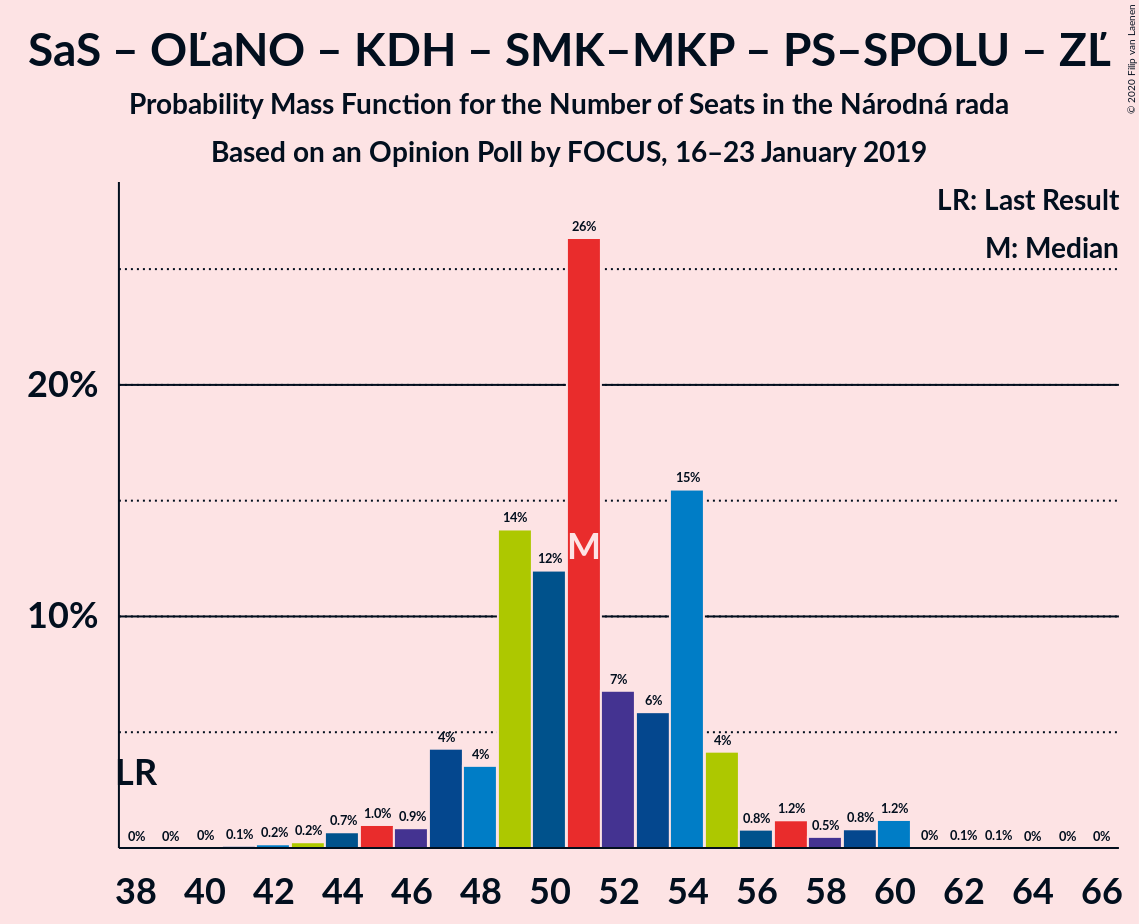 SaS – OĽaNO – KDH – SMK–MKP – PS–SPOLU – ZĽ
Probability Mass Function for the Number of Seats in the Národná rada
Based on an Opinion Poll by FOCUS, 16–23 January 2019
© 2020 Filip van Laenen
LR: Last Result
M: Median
20%
10%
LR
M
0% 0% 0% 0.1% 0.2% 0.2% 0.7% 1.0% 0.9% 4% 4% 14% 12% 26% 7% 6% 15% 4% 0.8% 1.2% 0.5% 0.8% 1.2% 0% 0.1% 0.1% 0% 0% 0%
38 40 42 44 46 48 50 52 54 56 58 60 62 64 66